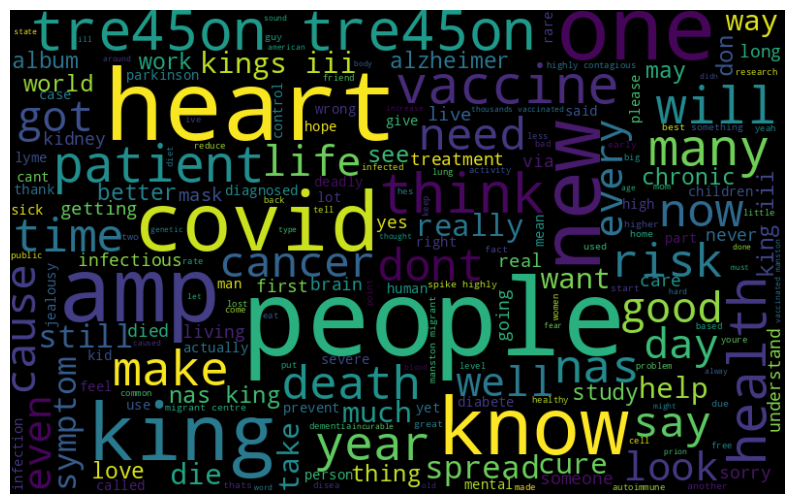 tre45on tre45on one way
album work kings iii alzheimer don rare long
state sound guy american ill around
world parkinson vaccine may please research
heart
got kidney case friend body highly contagious didn
control wrong hope give live said need via
new every will
patient life see treatment many
lyme cant thank better mask diagnosed deadly lot
reduce live diet infected lung less bad activity early big best something yeah
think chronic
sick getting covid yes really now
time infectious cancer dont real mean never king iii
public rate genetic back tell keep hes thought type two
age mom children high higher little home used part done
cause jealousy man first brain right human want risk care
amp people
lost come let eat point fact spike highly going start hard must
still died living actually kid manston migrant women fear based
vaccinated manston
good health
symptom feel make severe put level well nas day
even common caused nas king death problem youre alway
use migrant centre prevent much yet diabete study help understand
king year know say
infection love die take person thing spread cure someone look sorry
dementia incurable healthy great cell might due free
called thats word disea old mental made prion autoimmune another
increase thousands vaccinated blood